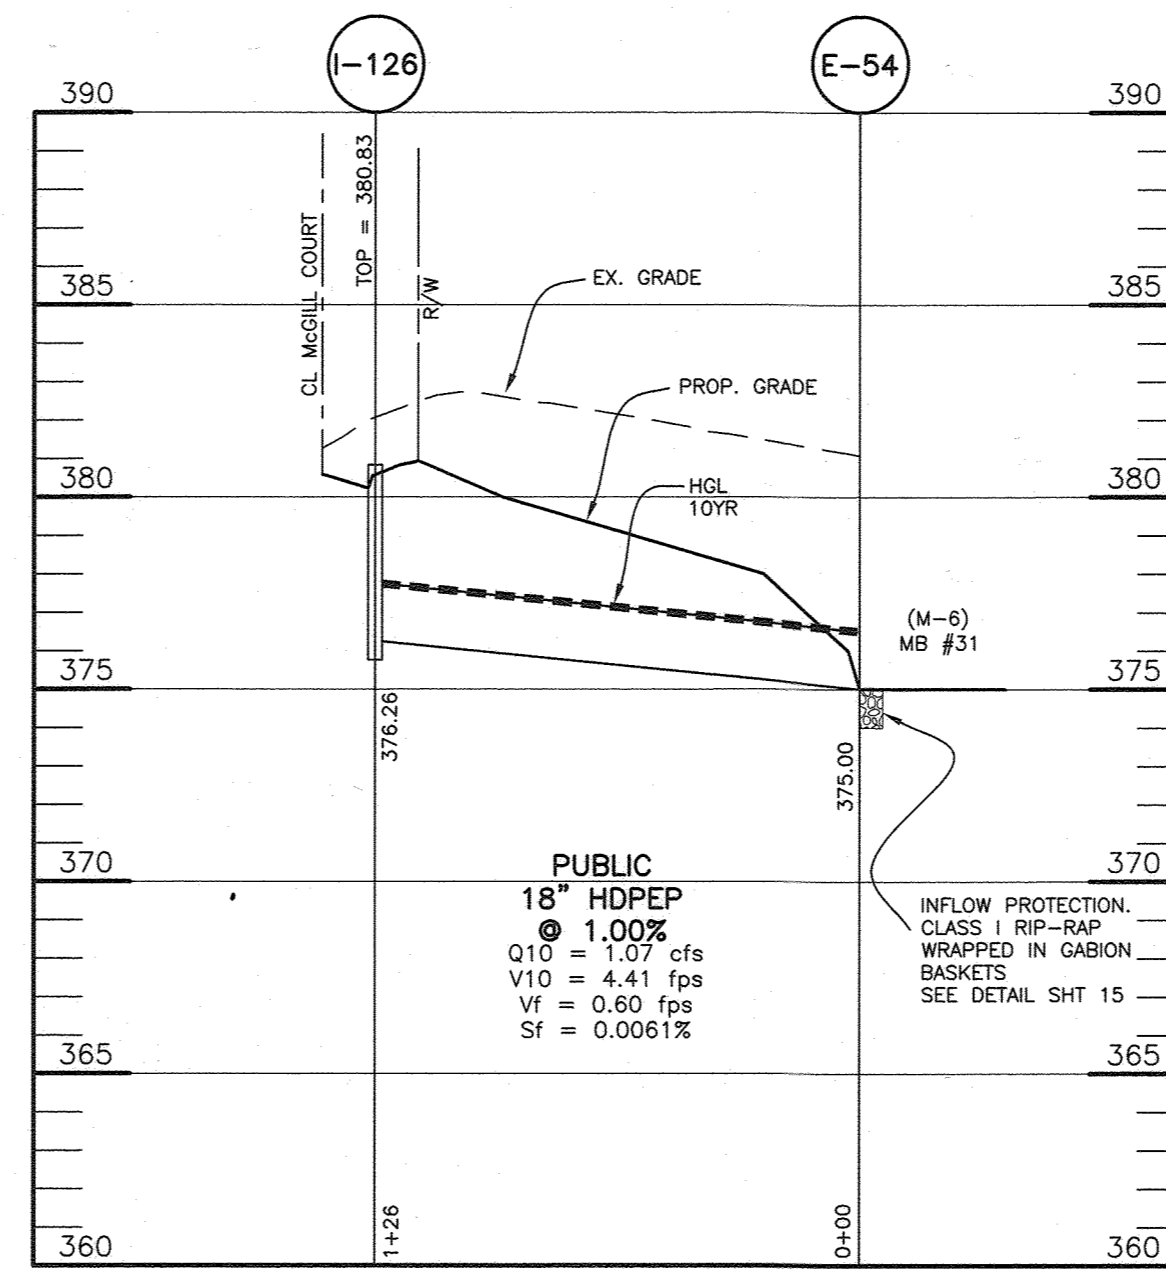 I-126
E-54
390
390
CL McGILL COURT
TOP = 380.83
R/W
385
385
EX. GRADE
PROP. GRADE
380
380
HGL
10YR
(M-6)
MB #31
375
375
376.26
375.00
370
370
PUBLIC
18" HDPEP
@ 1.00%
Q10 = 1.07 cfs
V10 = 4.41 fps
Vf = 0.60 fps
Sf = 0.0061%
INFLOW PROTECTION.
CLASS I RIP-RAP
WRAPPED IN GABION
BASKETS
SEE DETAIL SHT 15
365
365
1+26
0+00
360
360